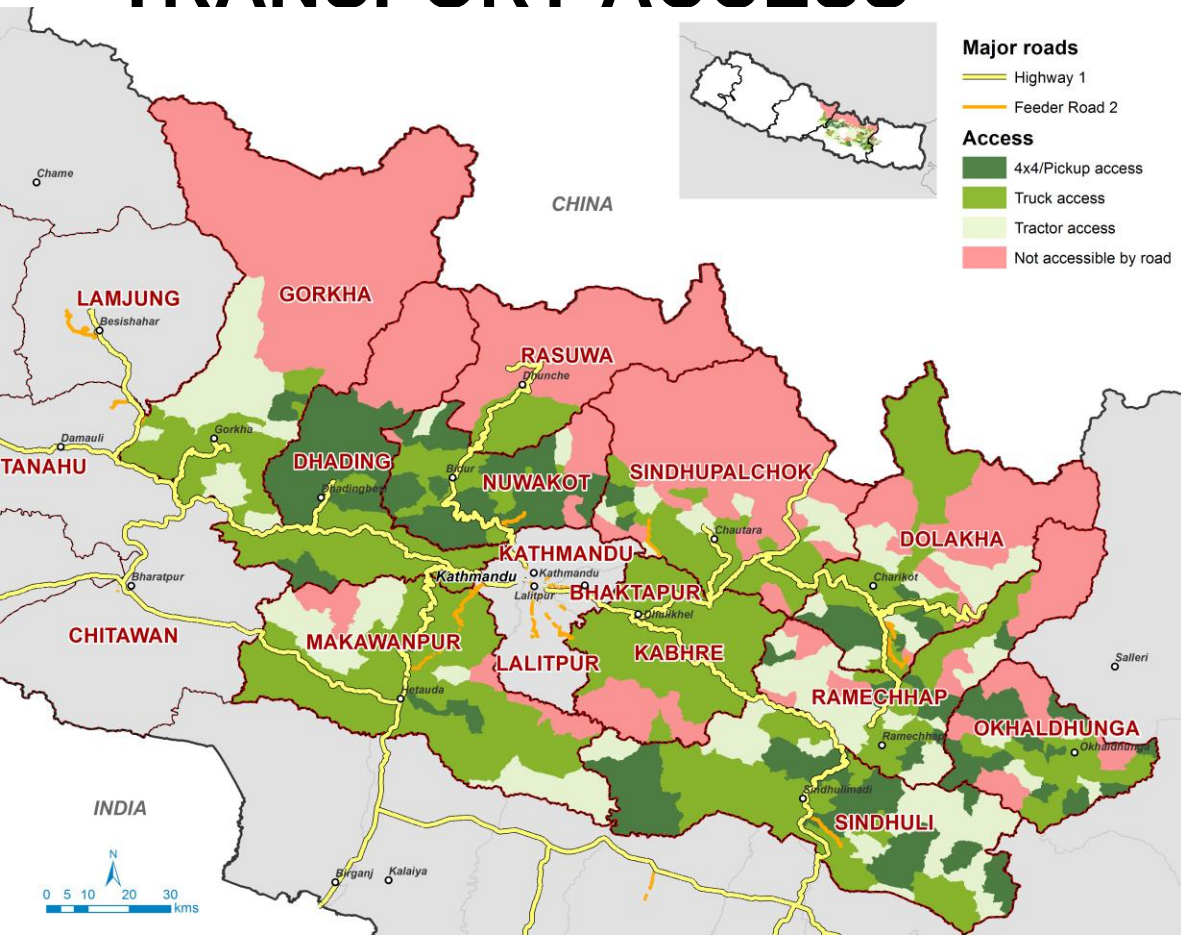 TRANSPORT ACCESS
Major roads
Highway 1
Feeder Road 2
Access
4x4/Pickup access
Truck access
Tractor access
Not accessible by road
Chame
CHINA
LAMJUNG
Besishahar
GORKHA
RASUWA
Dhunche
Damauli
Gorkha
TANAHU
DHADING
Dhadingbesi
Bidur
NUWAKOT
SINDHUPALCHOK
Chautara
DOLAKHA
Charikot
KATHMANDU
Kathmandu
Kathmandu
Lalitpur
BHAKTAPUR
Dhulikhel
Bharatpur
CHITAWAN
MAKAWANPUR
LALITPUR
KABHRE
Salleri
Hetauda
RAMECHHAP
Ramechhap
OKHALDHUNGA
Okhaldhunga
Sindhulimadi
SINDHULI
INDIA
N
0 5 10 20 30
kms
Birganj
Kalaiya